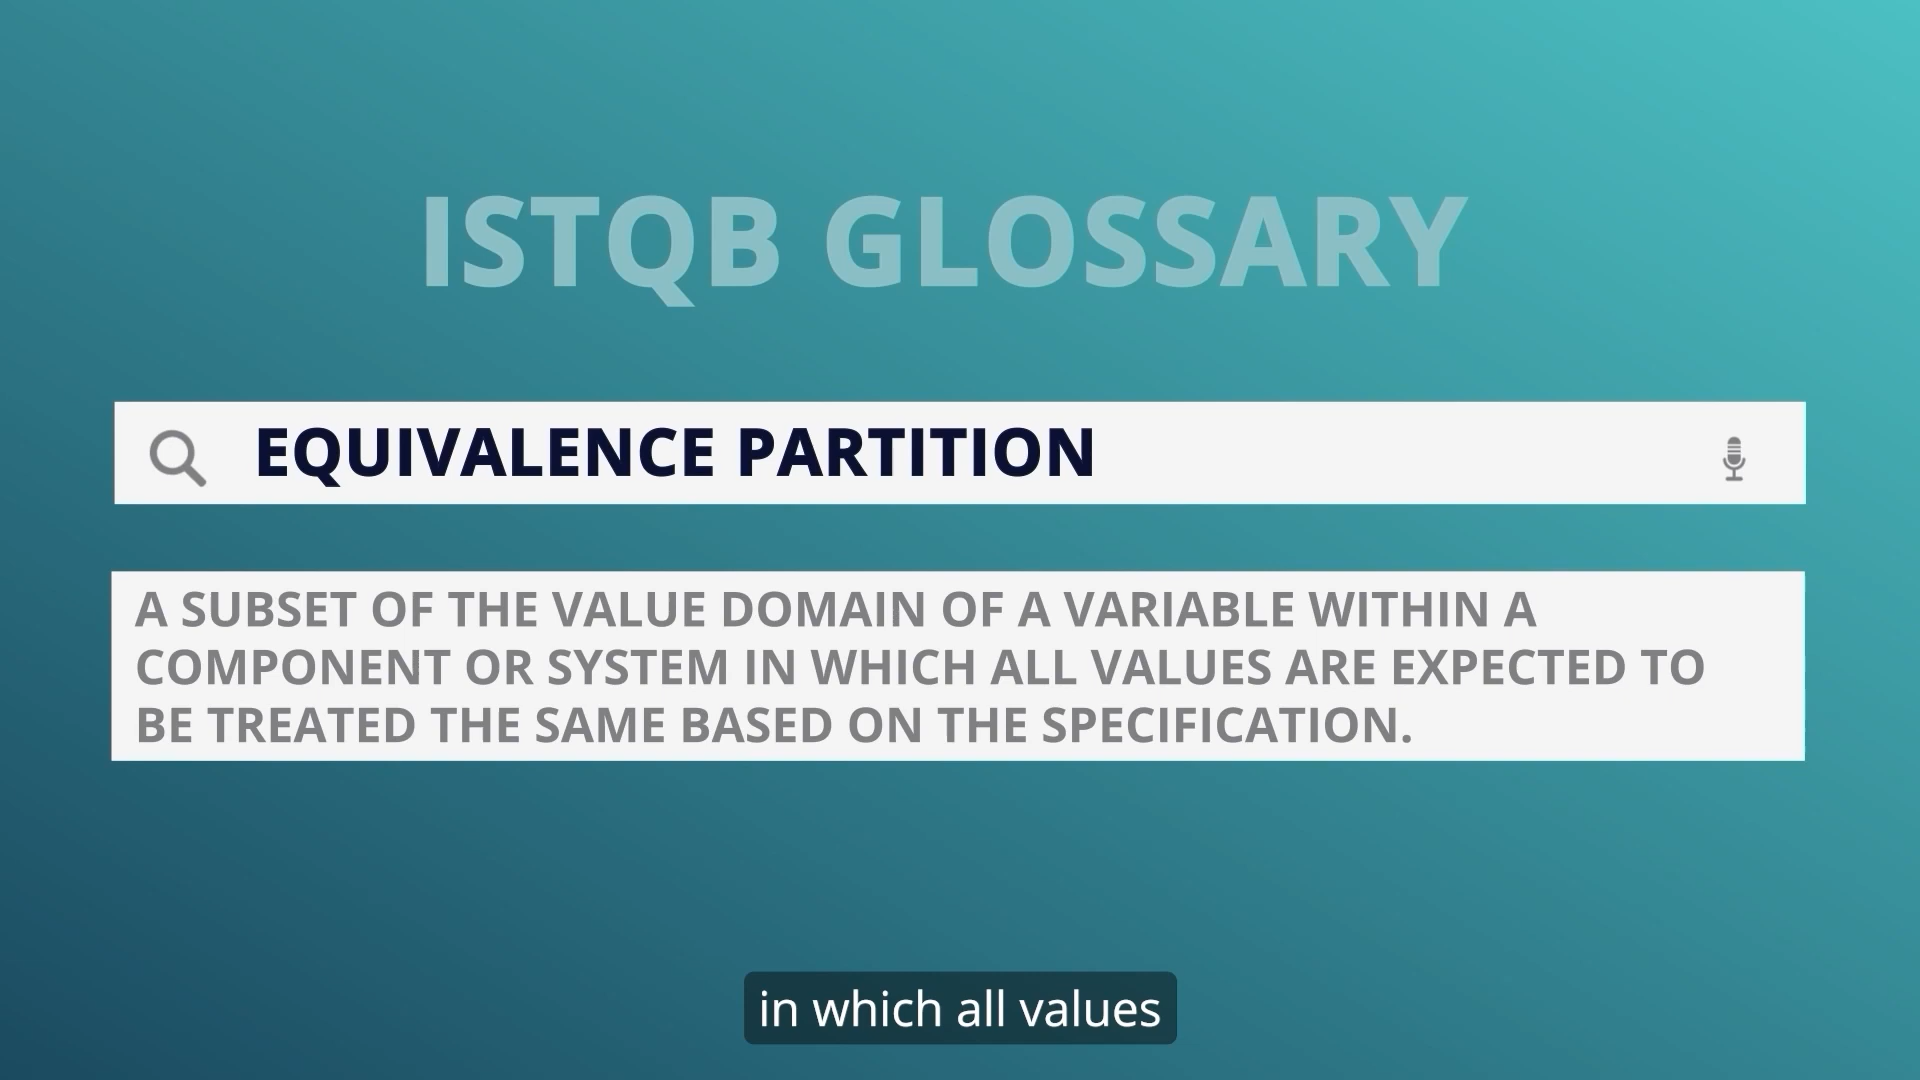 ISTQB GLOSSARY
EQUIVALENCE PARTITION
A SUBSET OF THE VALUE DOMAIN OF A VARIABLE WITHIN A
COMPONENT OR SYSTEM IN WHICH ALL VALUES ARE EXPECTED TO
BE TREATED THE SAME BASED ON THE SPECIFICATION.
in which all values